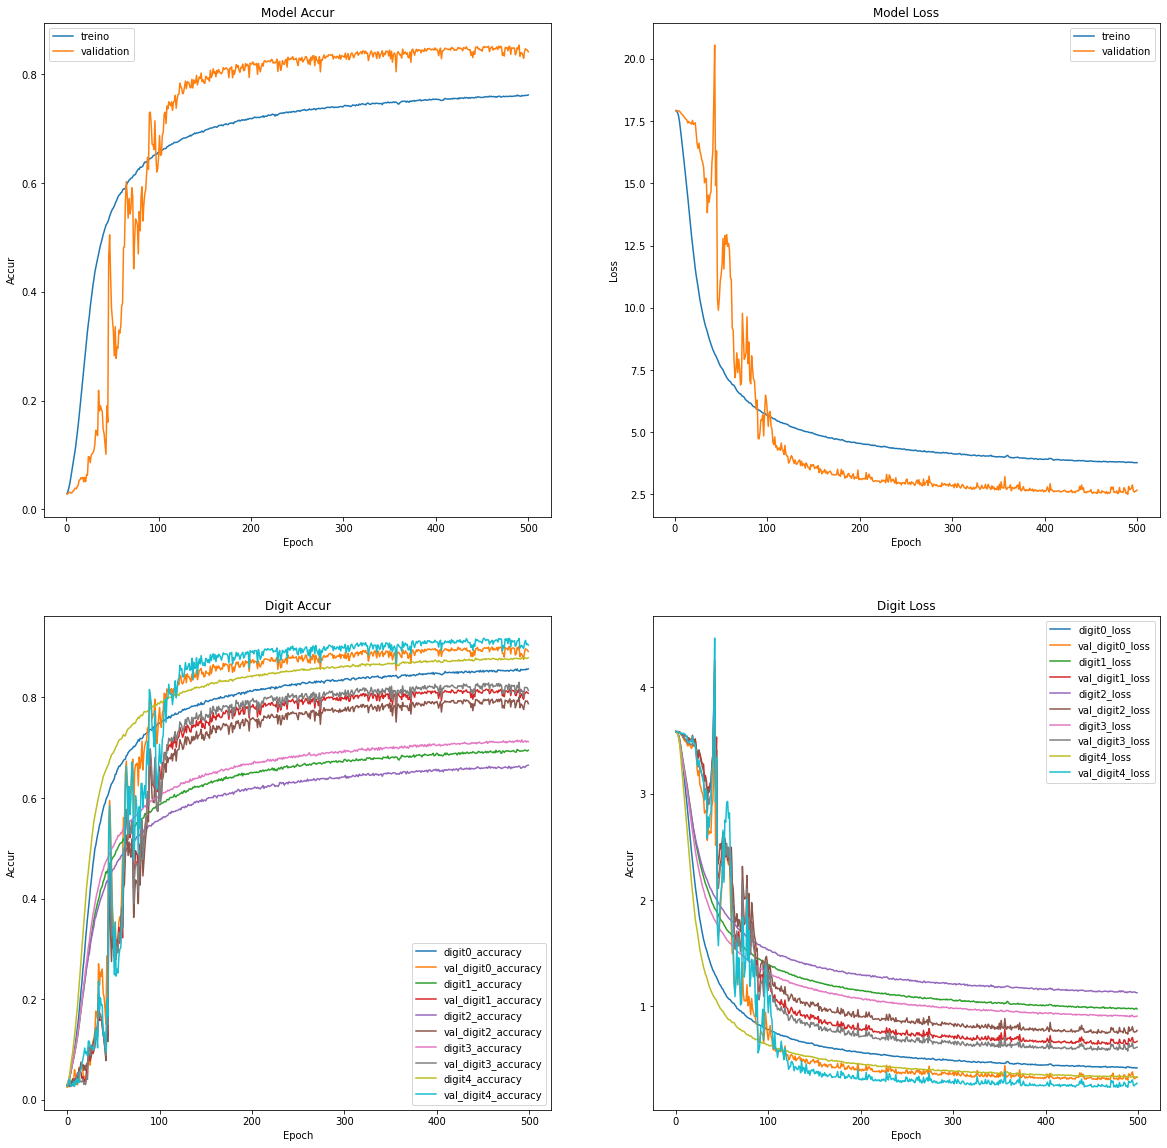 Model Accur
treino
validation
Accur
0.8
0.6
0.4
0.2
0.0
0 100 200 300 400 500
Epoch
Model Loss
treino
validation
Loss
20.0
17.5
15.0
12.5
10.0
7.5
5.0
2.5
0 100 200 300 400 500
Epoch
Digit Accur
Accur
0.8
0.6
0.4
0.2
0.0
digit0_accuracy
val_digit0_accuracy
digit1_accuracy
val_digit1_accuracy
digit2_accuracy
val_digit2_accuracy
digit3_accuracy
val_digit3_accuracy
digit4_accuracy
val_digit4_accuracy
0 100 200 300 400 500
Epoch
Digit Loss
digit0_loss
val_digit0_loss
digit1_loss
val_digit1_loss
digit2_loss
val_digit2_loss
digit3_loss
val_digit3_loss
digit4_loss
val_digit4_loss
Accur
4
3
2
1
0 100 200 300 400 500
Epoch